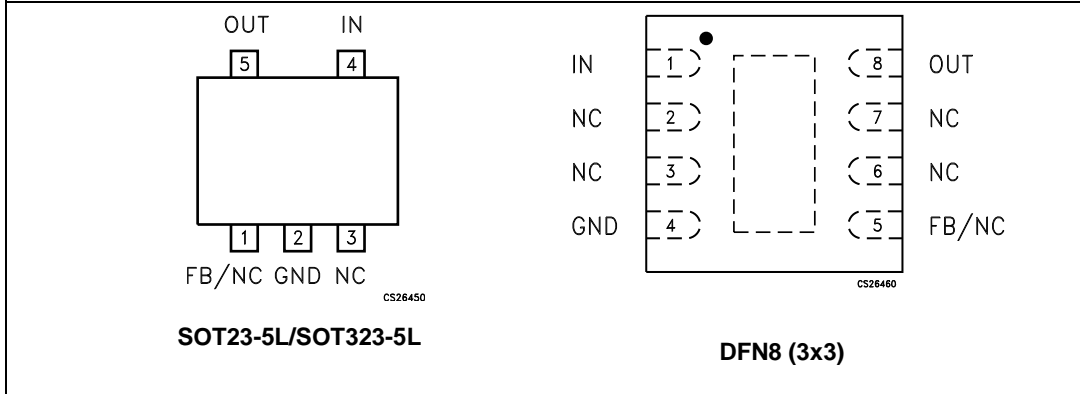 OUT IN
5 4
1 2 3
FB/NC GND NC
CS26450
SOT23-5L/SOT323-5L
IN 1 8 OUT
NC 2 7 NC
NC 3 6 NC
GND 4 5 FB/NC
CS26460
DFN8 (3x3)